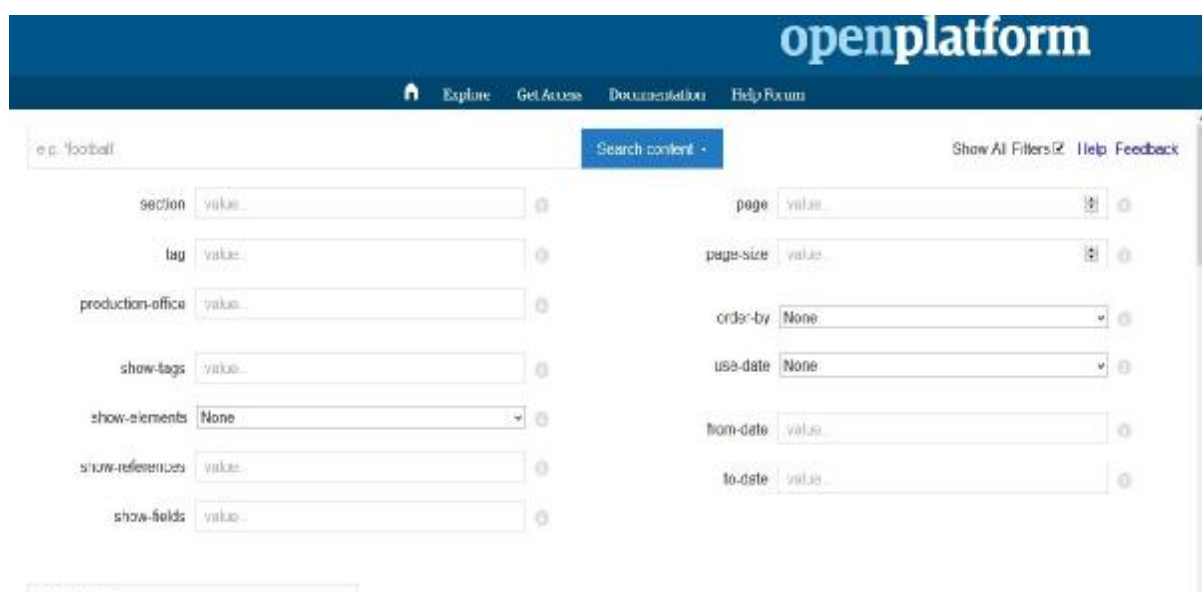 openplatform
Explore Get Access Documentation Help Forum
e.g. 'football' Search content Show All Filters Help Feedback
section value...
tag value...
production-office value...
show-tags value...
show-elements None
show-references value...
show-fields value...
page value...
page-size value...
order-by None
use-date None
from-date value...
to-date value...